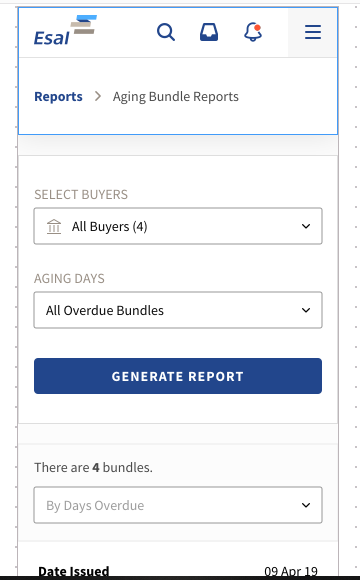 Esal
Reports > Aging Bundle Reports
SELECT BUYERS
All Buyers (4)
AGING DAYS
All Overdue Bundles
GENERATE REPORT
There are 4 bundles.
By Days Overdue
Date Issued 09 Apr 19